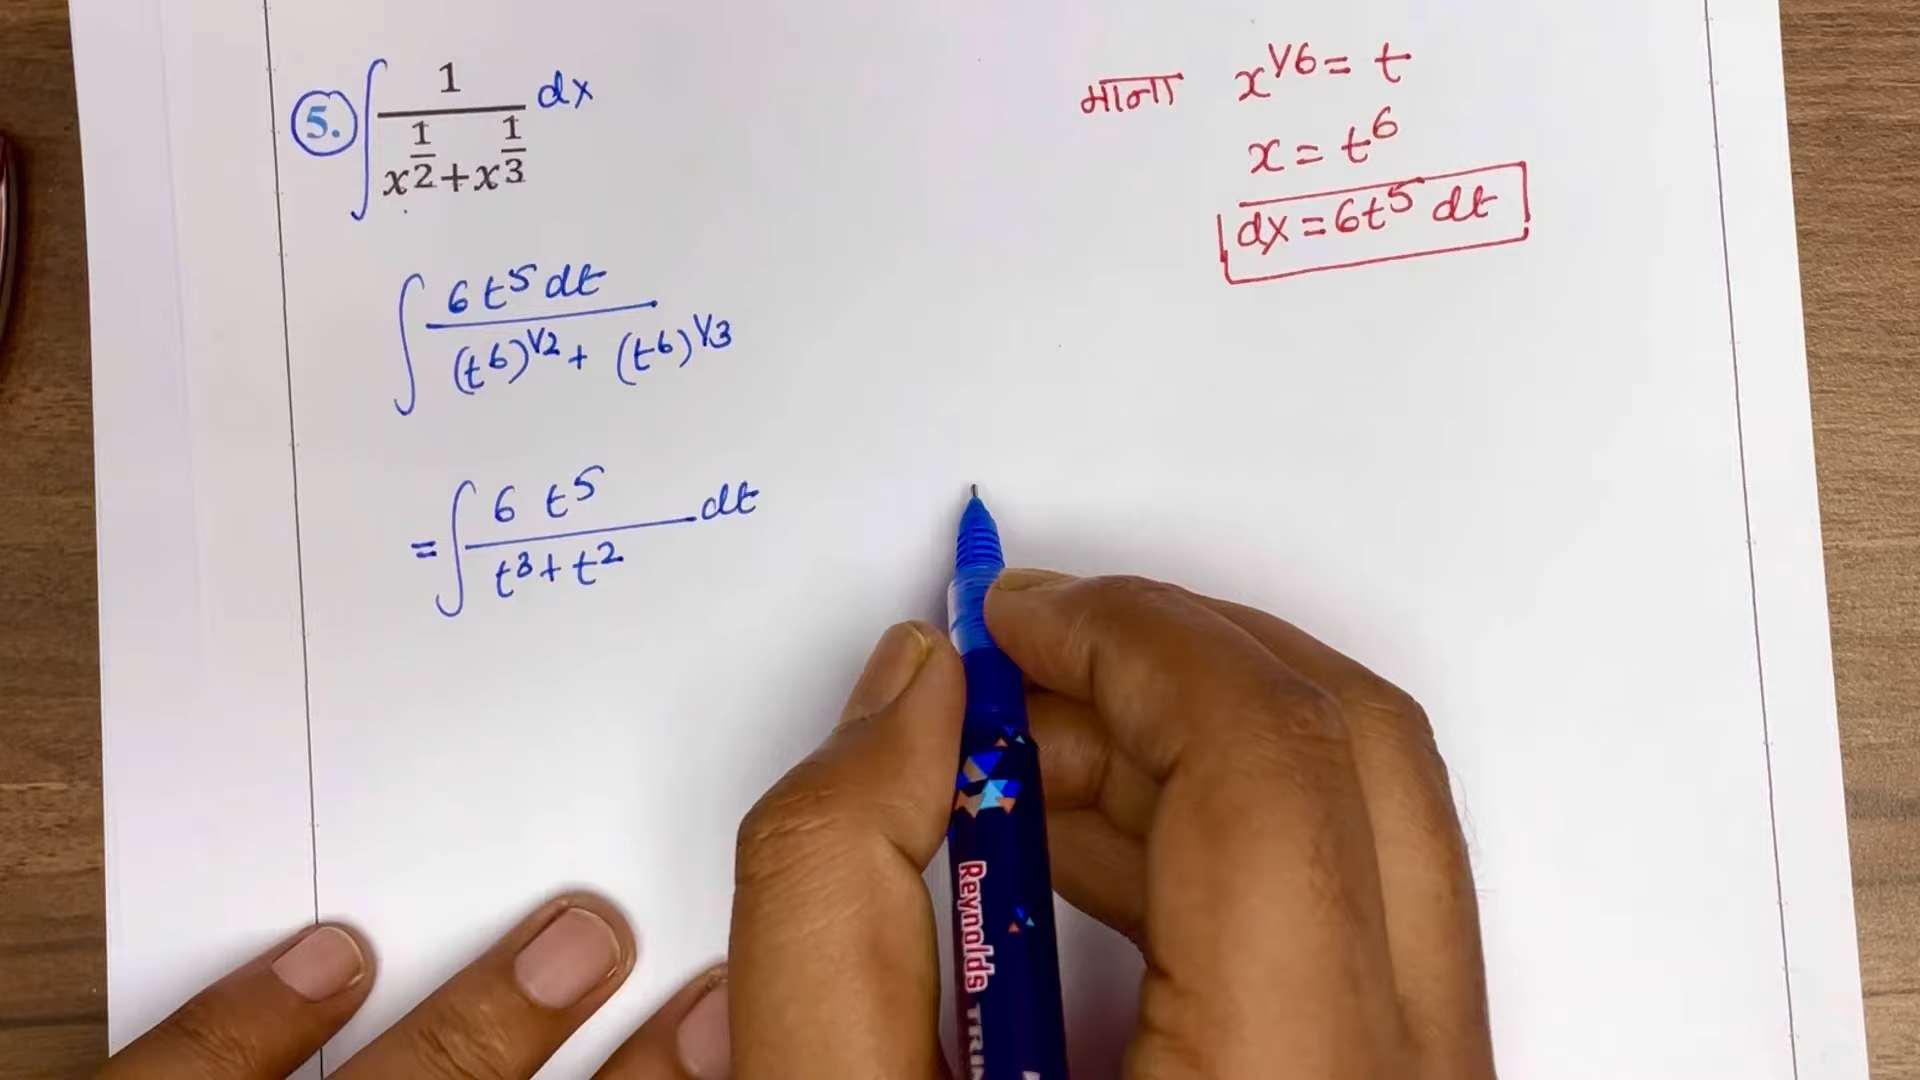 5. ∫ 1 / (x^(1/2) + x^(1/3)) dx
माना x^(1/6) = t
x = t^6
dx = 6t^5 dt
∫ 6t^5 dt / ((t^6)^(1/2) + (t^6)^(1/3))
= ∫ 6 t^5 / (t^3 + t^2) dt
Reynolds